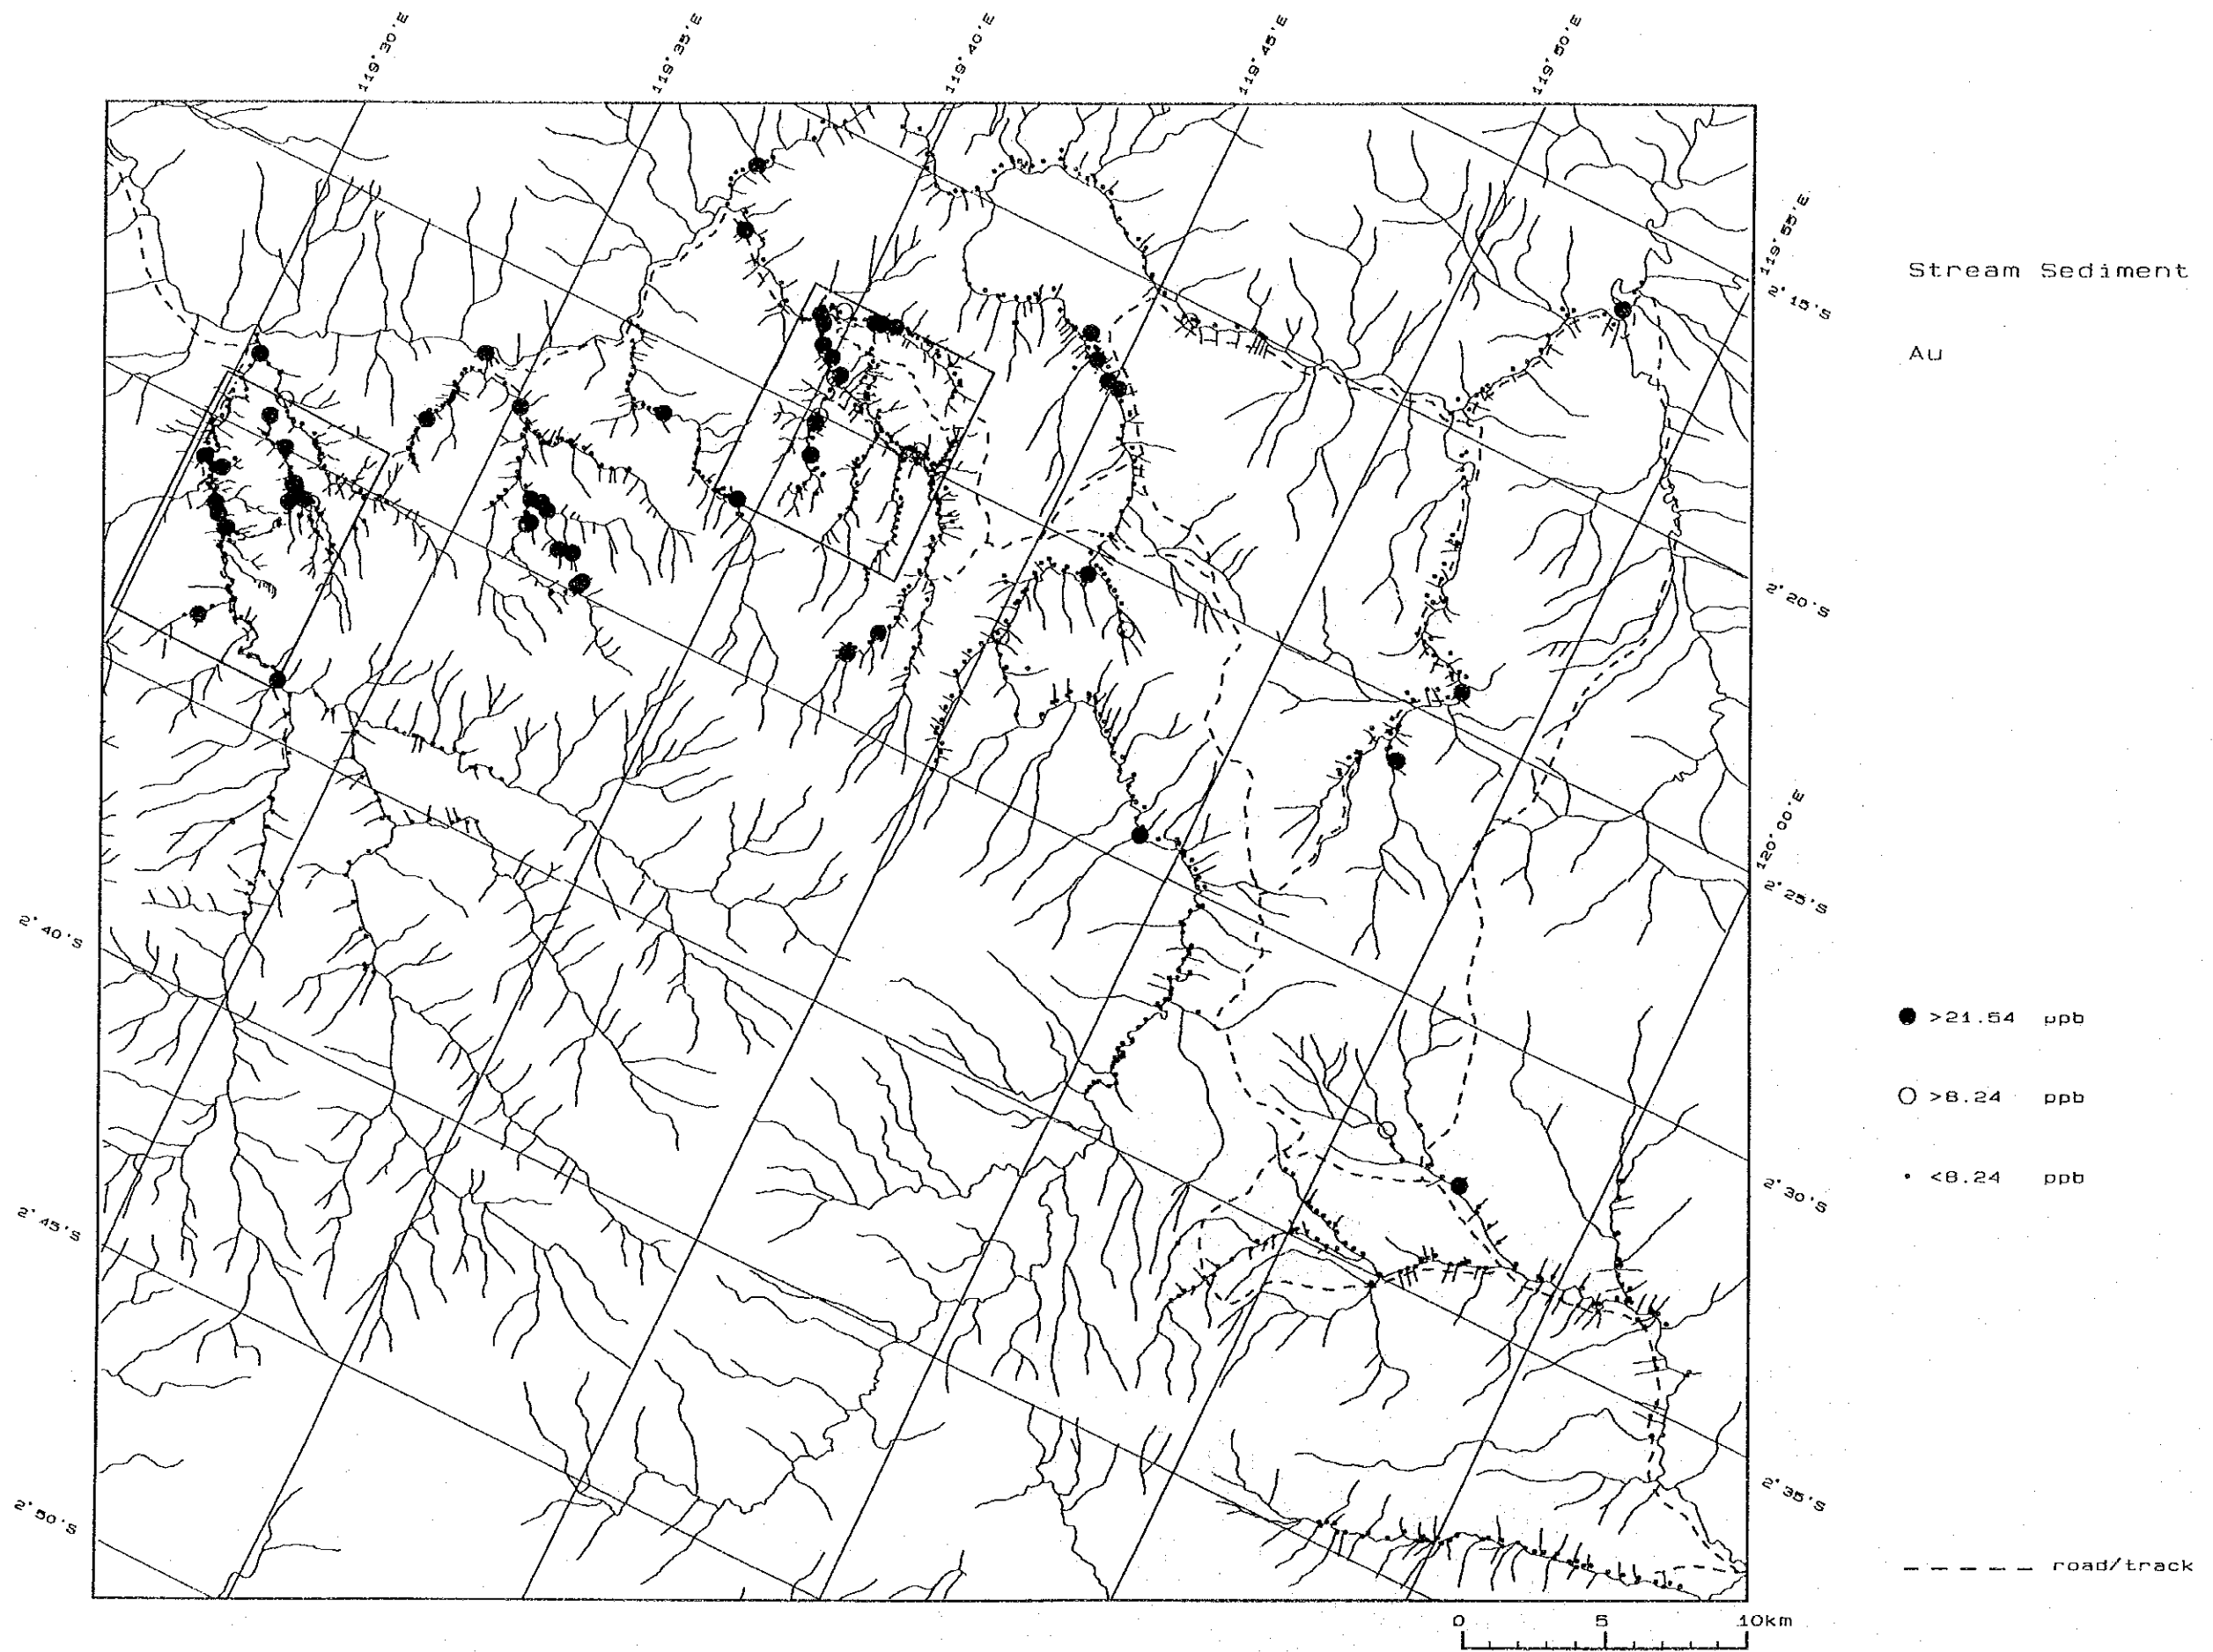 119°30'E
119°35'E
119°40'E
119°45'E
119°50'E
119°55'E
2°15'S
Stream Sediment
Au
2°20'S
120°00'E
2°25'S
2°40'S
>21.54 ppb
>8.24 ppb
<8.24 ppb
2°30'S
2°45'S
2°35'S
2°50'S
road/track
0 5 10km